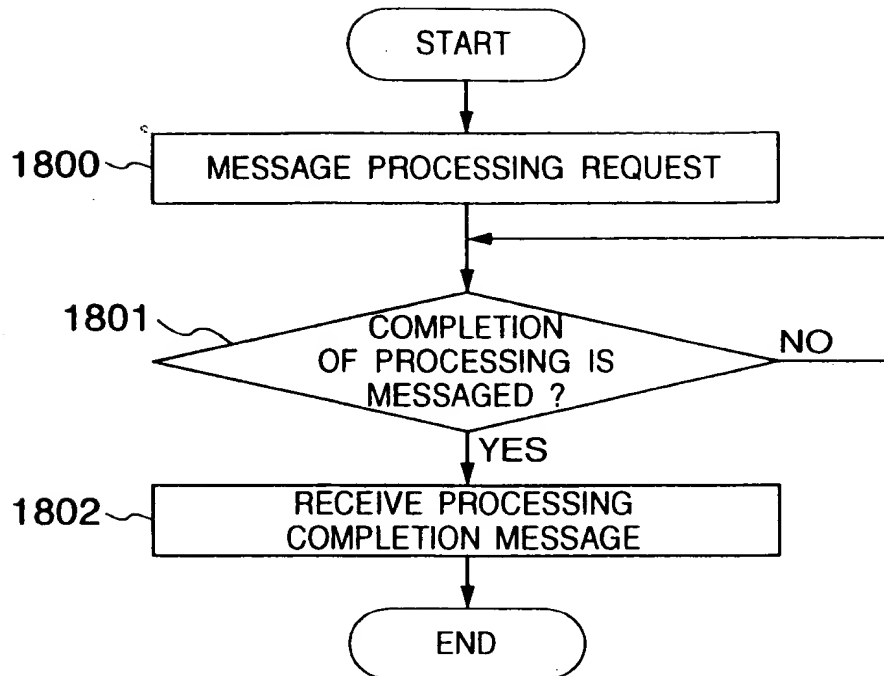 START
1800
MESSAGE PROCESSING REQUEST
1801
COMPLETION
OF PROCESSING IS
MESSAGED ?
NO
YES
1802
RECEIVE PROCESSING
COMPLETION MESSAGE
END